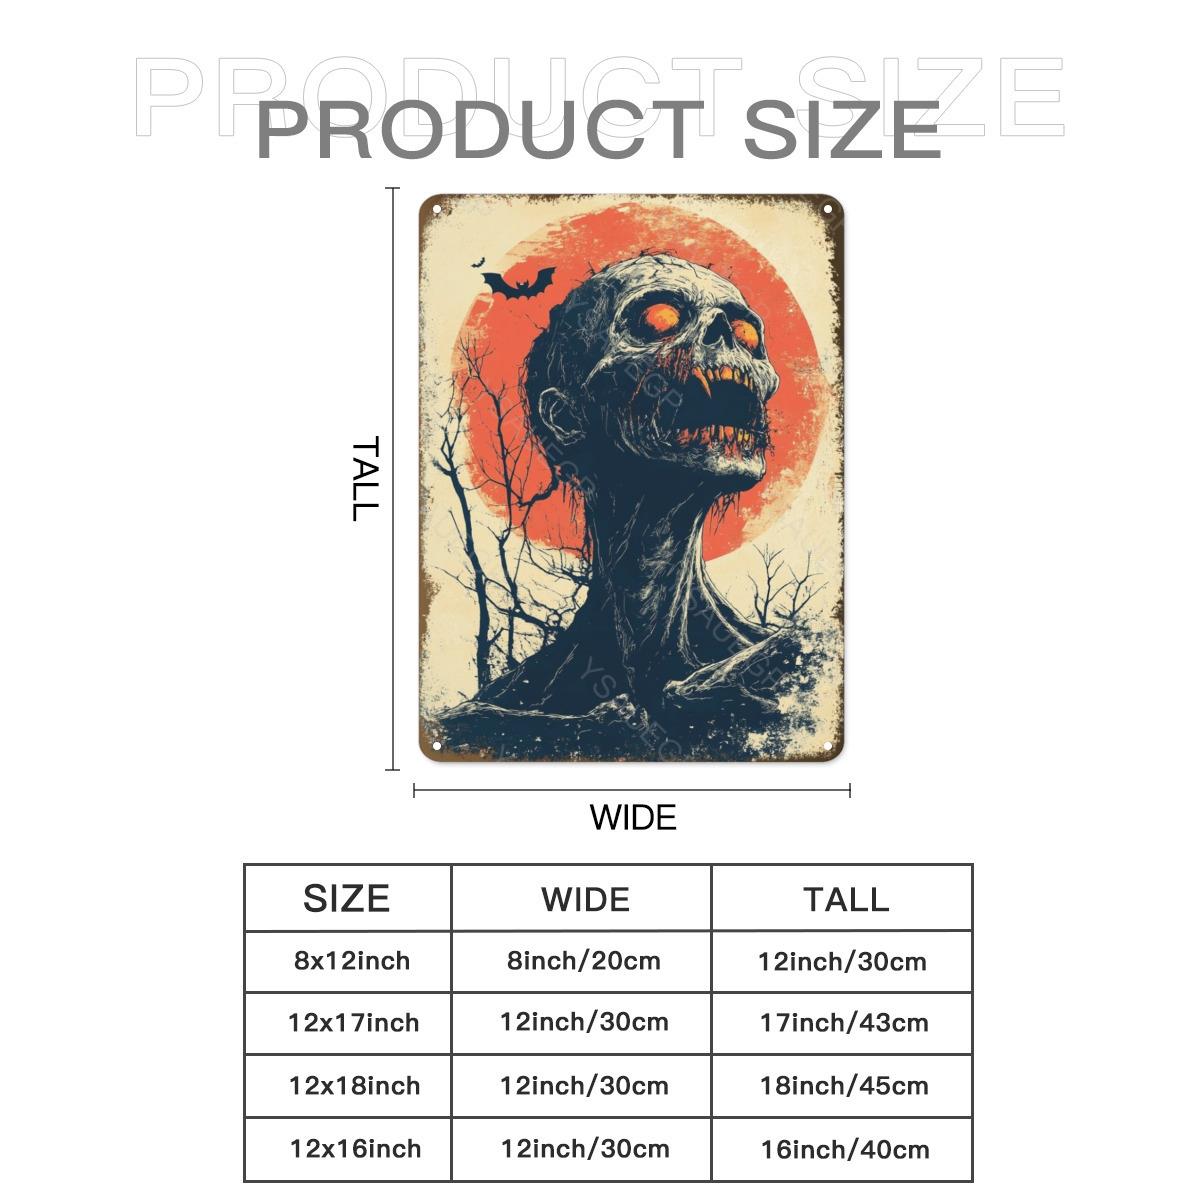 PRODUCT SIZE
PRODUCT SIZE
TALL
WIDE
SIZE WIDE TALL
8x12inch 8inch/20cm 12inch/30cm
12x17inch 12inch/30cm 17inch/43cm
12x18inch 12inch/30cm 18inch/45cm
12x16inch 12inch/30cm 16inch/40cm